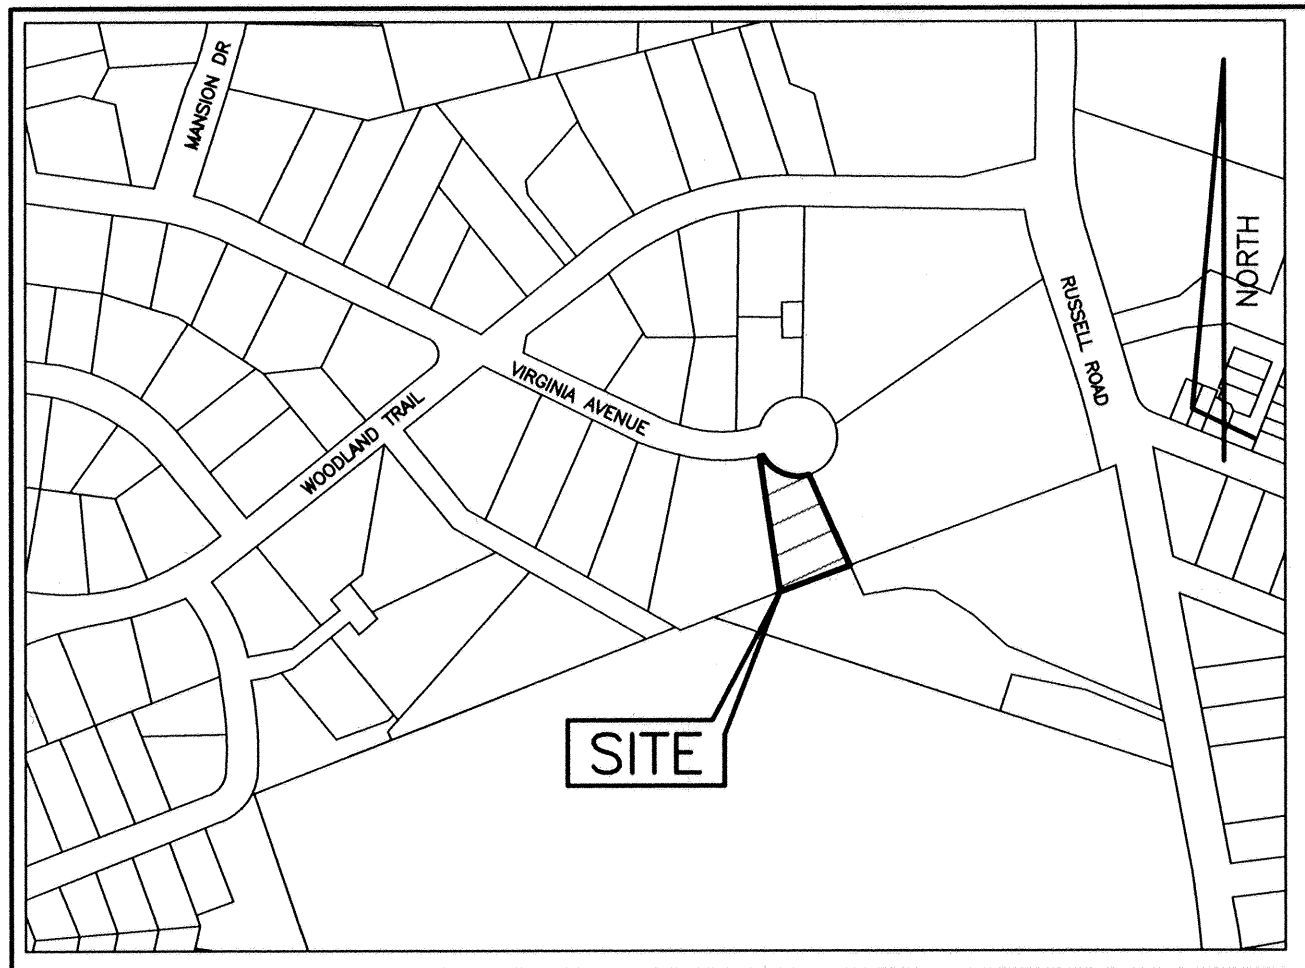 MANSION DR
NORTH
RUSSELL ROAD
VIRGINIA AVENUE
WOODLAND TRAIL
SITE